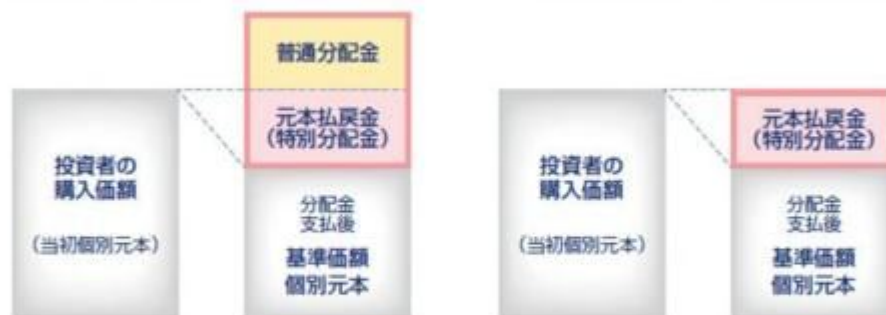 普通分配金
元本払戻金
(特別分配金)
投資者の
購入価額
(当初個別元本)
分配金
支払後
基準価額
個別元本
投資者の
購入価額
(当初個別元本)
元本払戻金
(特別分配金)
分配金
支払後
基準価額
個別元本